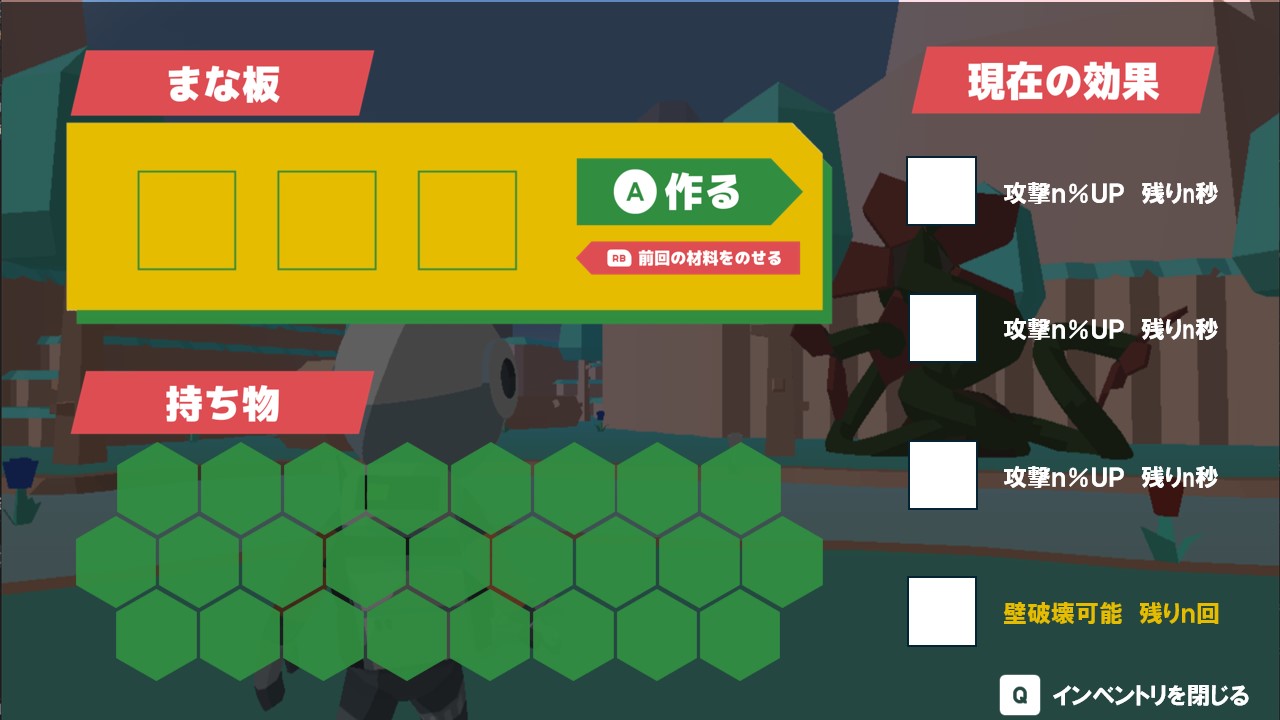 まな板
現在の効果
A 作る
RB 前回の材料をのせる
攻撃n%UP 残りn秒
攻撃n%UP 残りn秒
持ち物
攻撃n%UP 残りn秒
壁破壊可能 残りn回
Q インベントリを閉じる